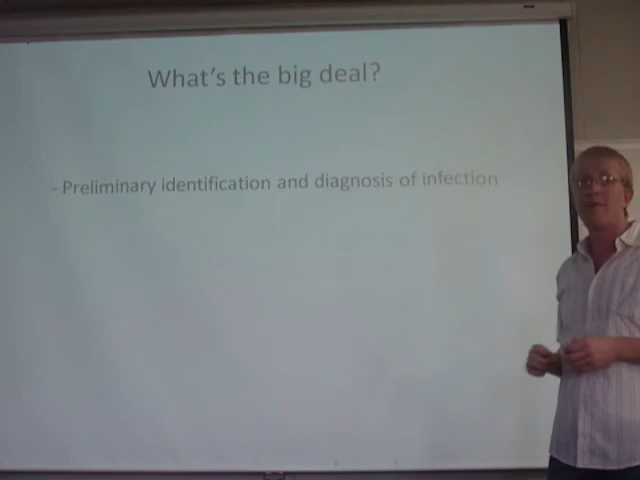 What's the big deal?
- Preliminary identification and diagnosis of infection